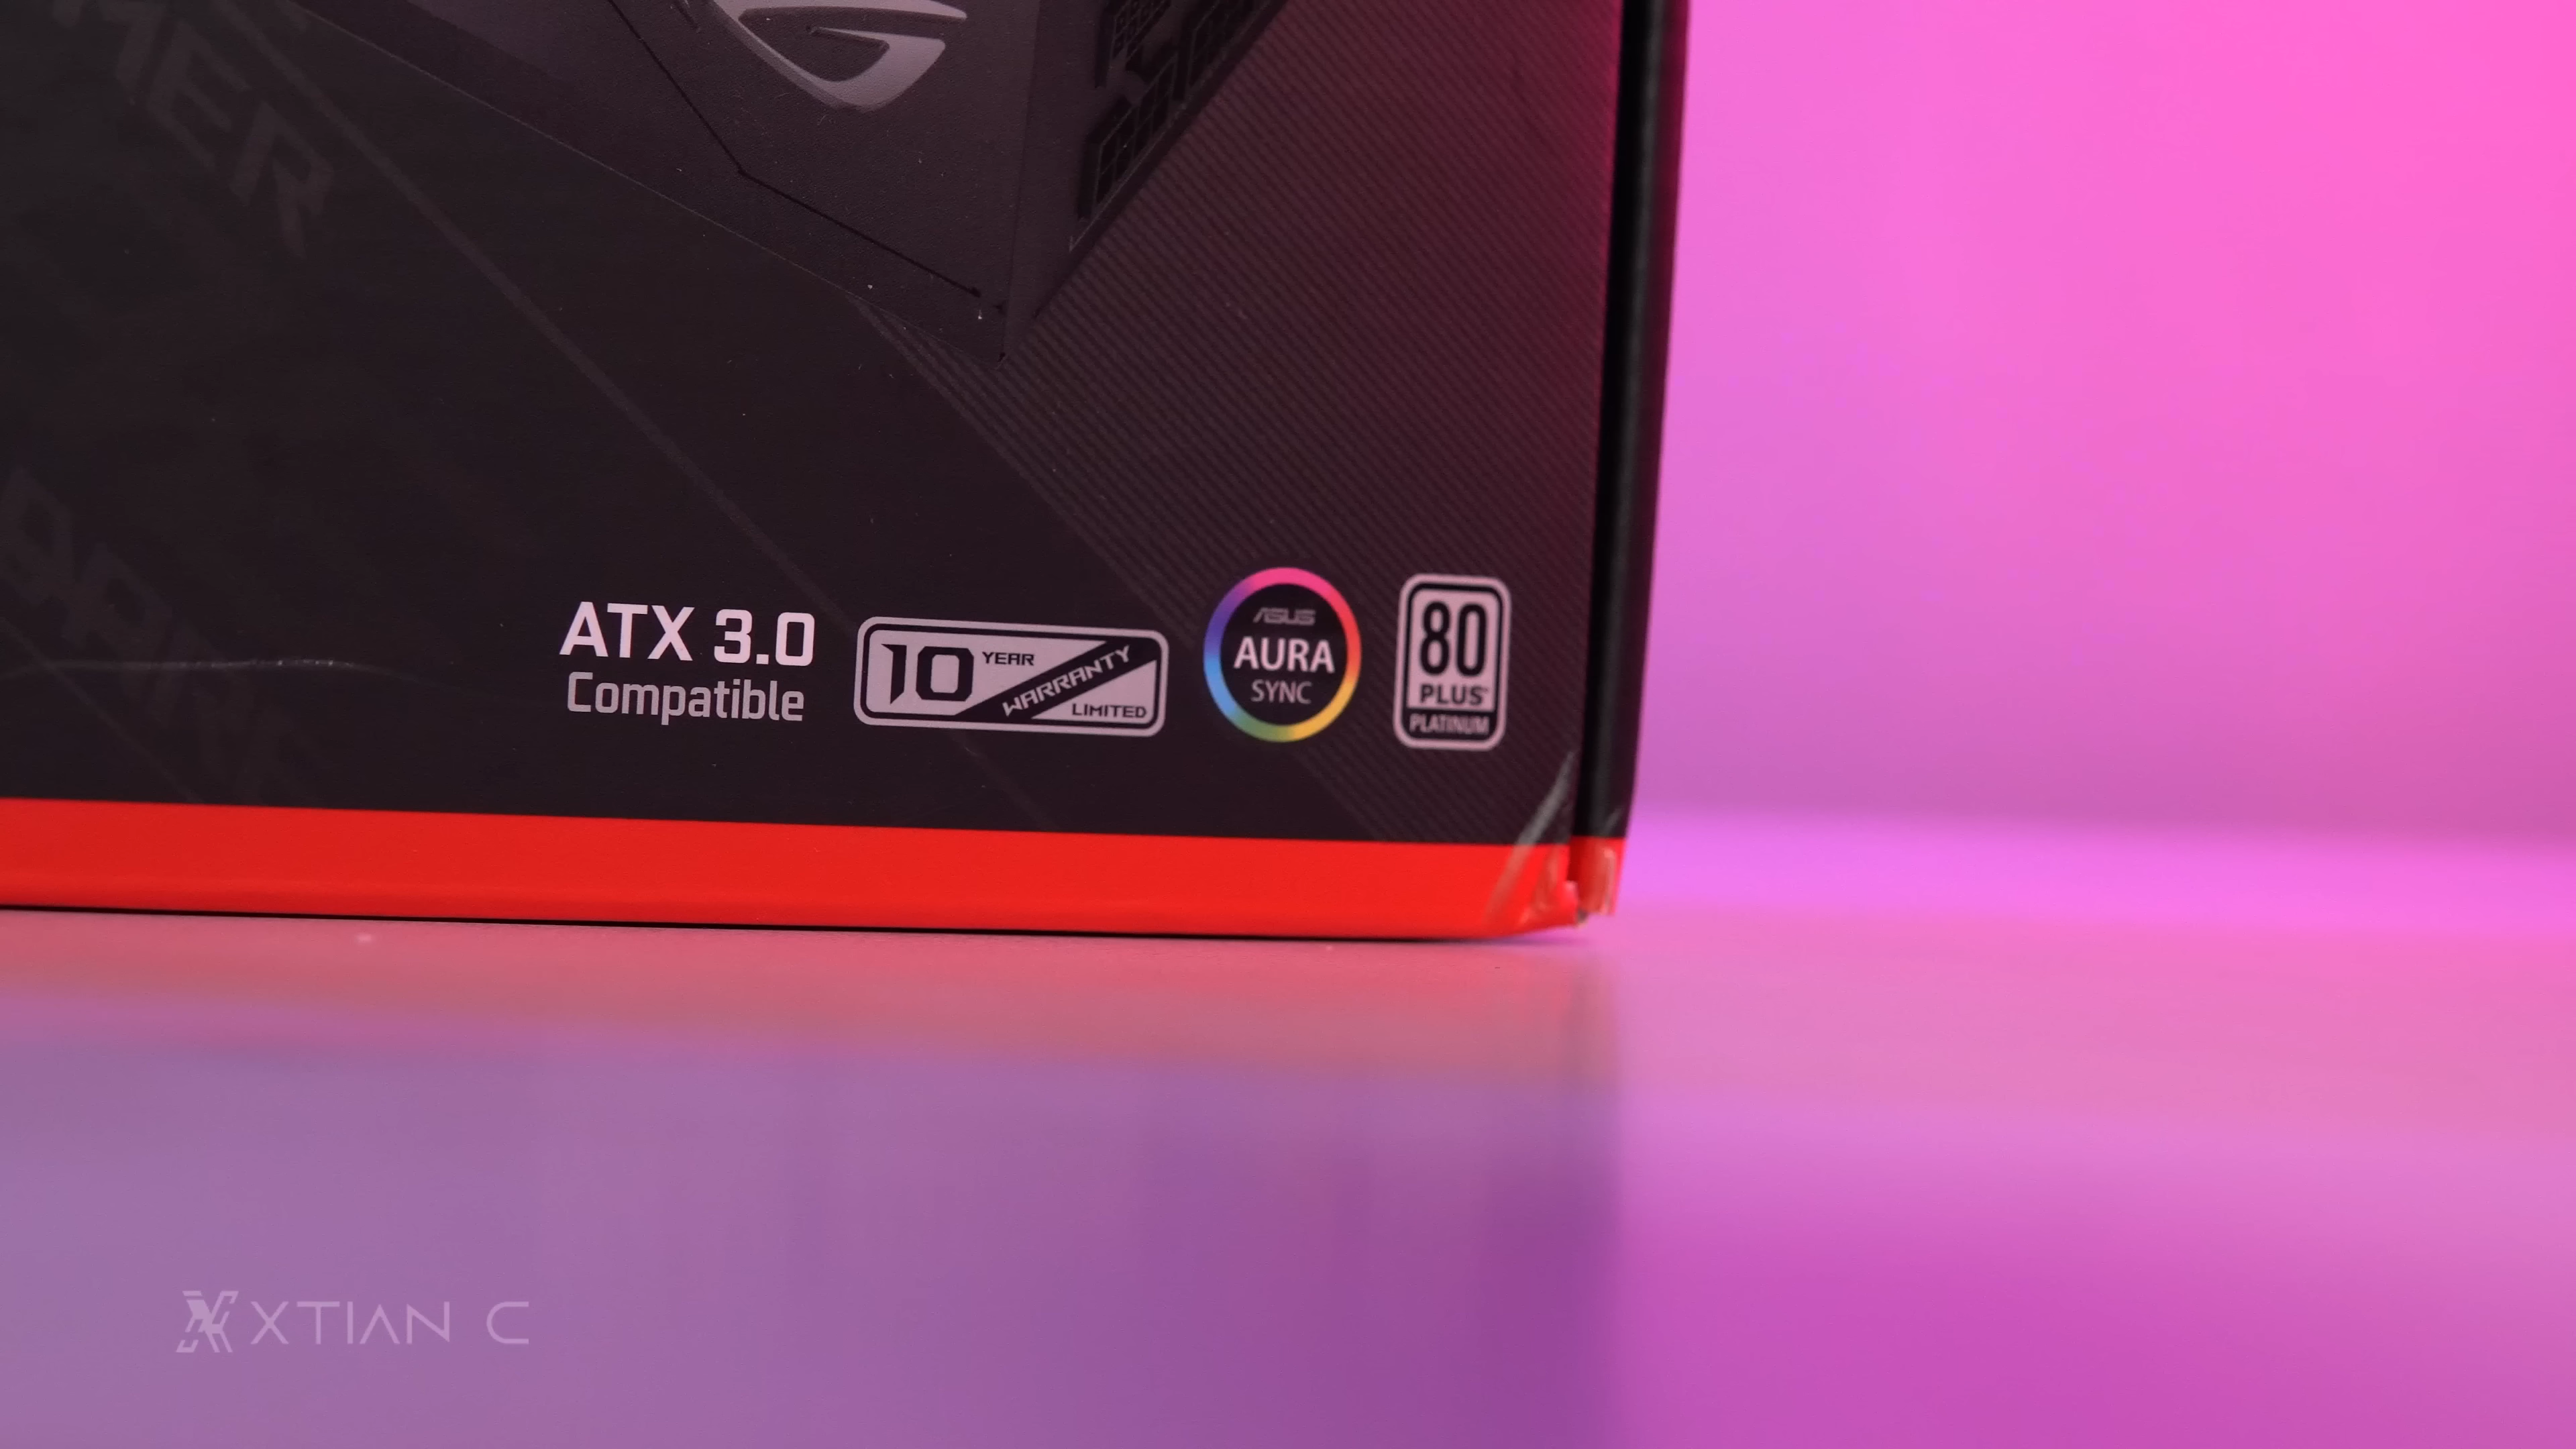 ATX 3.0
Compatible
10 YEAR
WARRANTY
LIMITED
ASUS
AURA
SYNC
80
PLUS
PLATINUM
XTIAN C